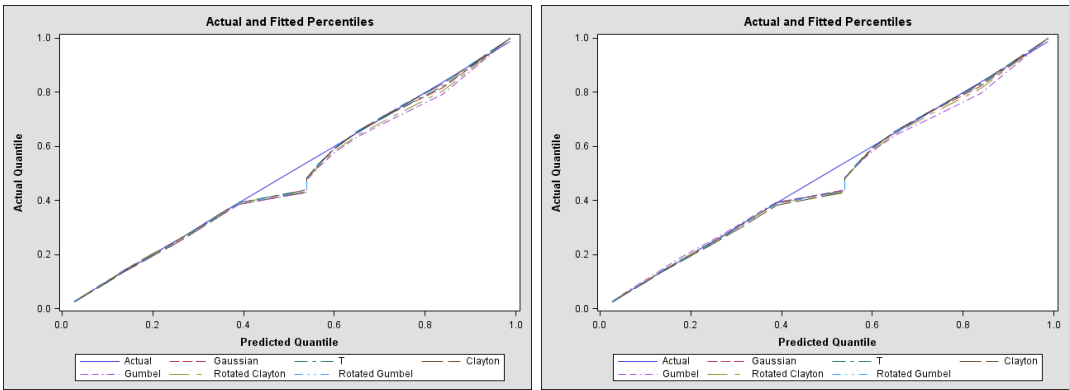 Actual and Fitted Percentiles
Actual Quantile
1.0
0.8
0.6
0.4
0.2
0.0
0.0 0.2 0.4 0.6 0.8 1.0
Predicted Quantile
Actual Gaussian T Clayton
Gumbel Rotated Clayton Rotated Gumbel
Actual and Fitted Percentiles
Actual Quantile
1.0
0.8
0.6
0.4
0.2
0.0
0.0 0.2 0.4 0.6 0.8 1.0
Predicted Quantile
Actual Gaussian T Clayton
Gumbel Rotated Clayton Rotated Gumbel